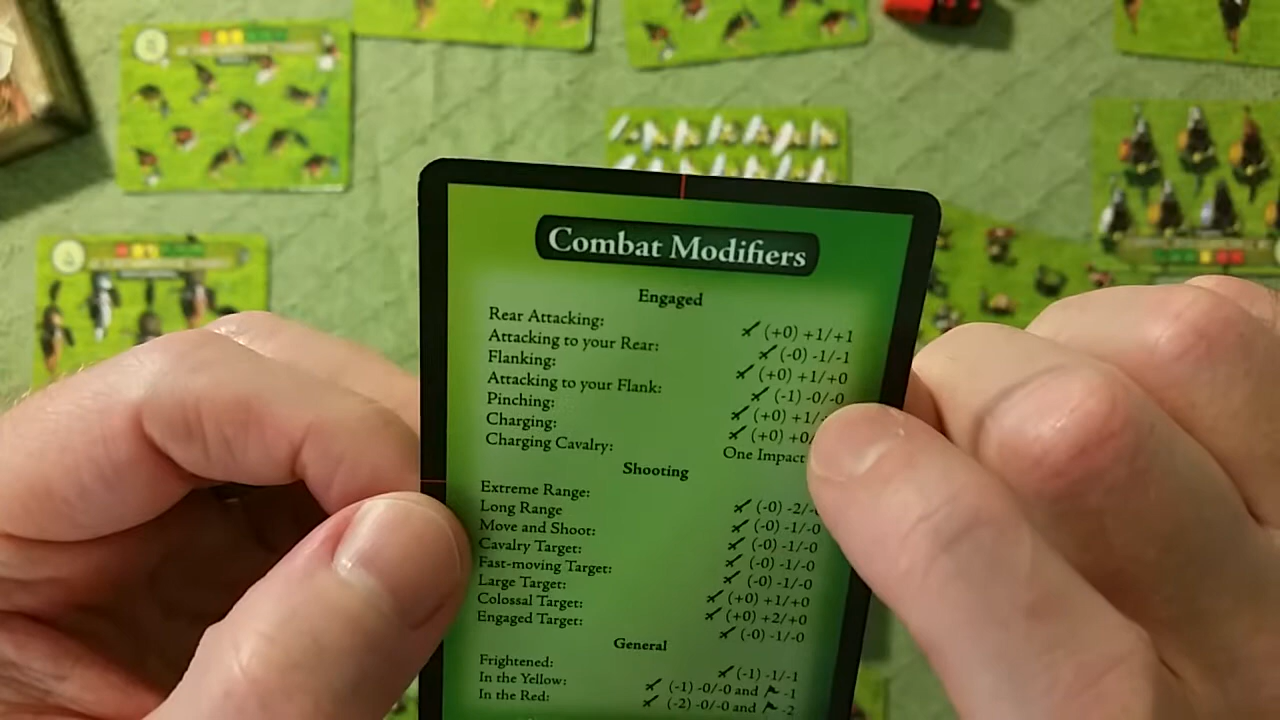 Combat Modifiers
Engaged
Rear Attacking: (+0) +1/+1
Attacking to your Rear: (-0) -1/-1
Flanking: (+0) +1/+0
Attacking to your Flank: (-1) -0/-0
Pinching: (+0) +1/
Charging: (+0) +0/
Charging Cavalry: One Impact
Shooting
Extreme Range: (-0) -2/-0
Long Range (-0) -1/-0
Move and Shoot: (-0) -1/-0
Cavalry Target: (-0) -1/-0
Fast-moving Target: (-0) -1/-0
Large Target: (+0) +1/+0
Colossal Target: (+0) +2/+0
Engaged Target: (-0) -1/-0
General
Frightened: (-1) -1/-1
In the Yellow: (-1) -0/-0 and -1
In the Red: (-2) -0/-0 and -2